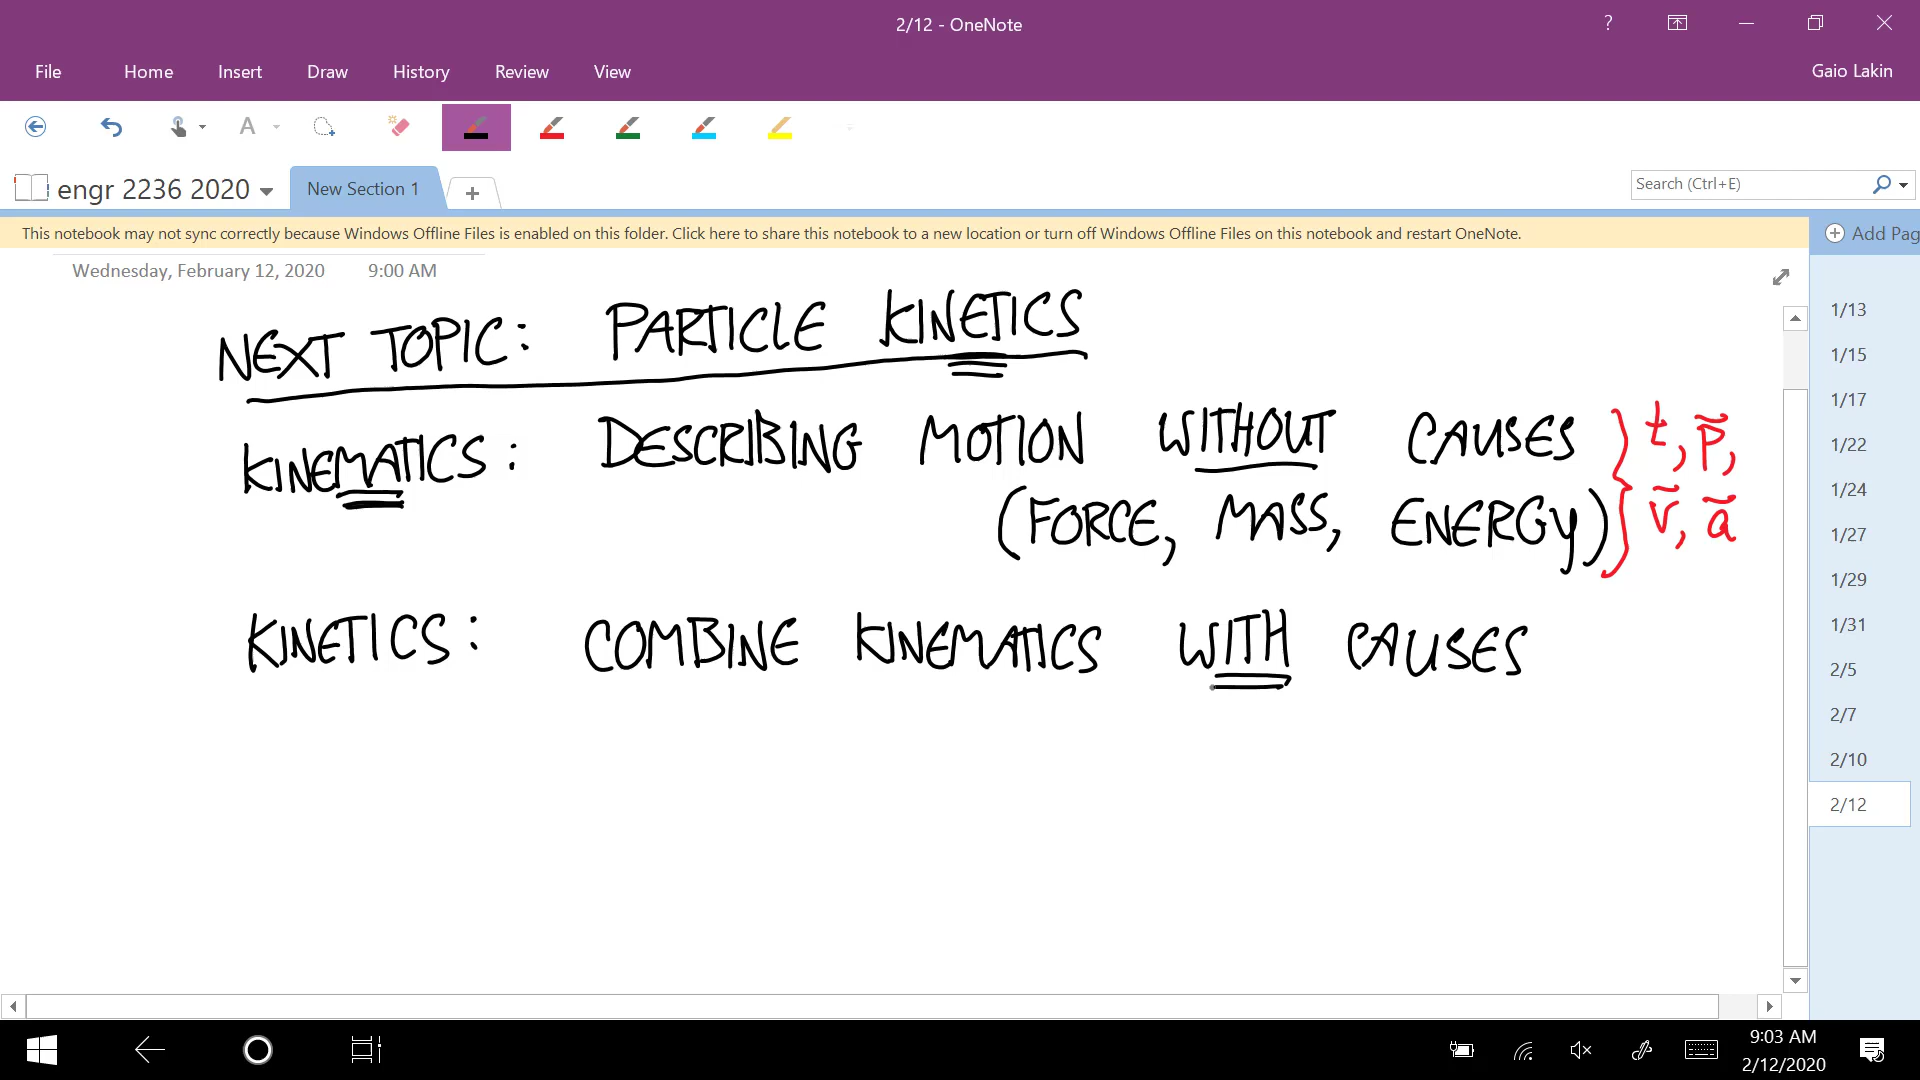 2/12 - OneNote
?
File Home Insert Draw History Review View
Gaio Lakin
A
engr 2236 2020
New Section 1
+
Search (Ctrl+E)
This notebook may not sync correctly because Windows Offline Files is enabled on this folder. Click here to share this notebook to a new location or turn off Windows Offline Files on this notebook and restart OneNote.
Add Pag
Wednesday, February 12, 2020 9:00 AM
NEXT TOPIC: PARTICLE KINETICS
KINEMATICS: DESCRIBING MOTION WITHOUT CAUSES } t, p̄,
(FORCE, MASS, ENERGY) v̄, ā
KINETICS: COMBINE KINEMATICS WITH CAUSES
1/13
1/15
1/17
1/22
1/24
1/27
1/29
1/31
2/5
2/7
2/10
2/12
9:03 AM
2/12/2020